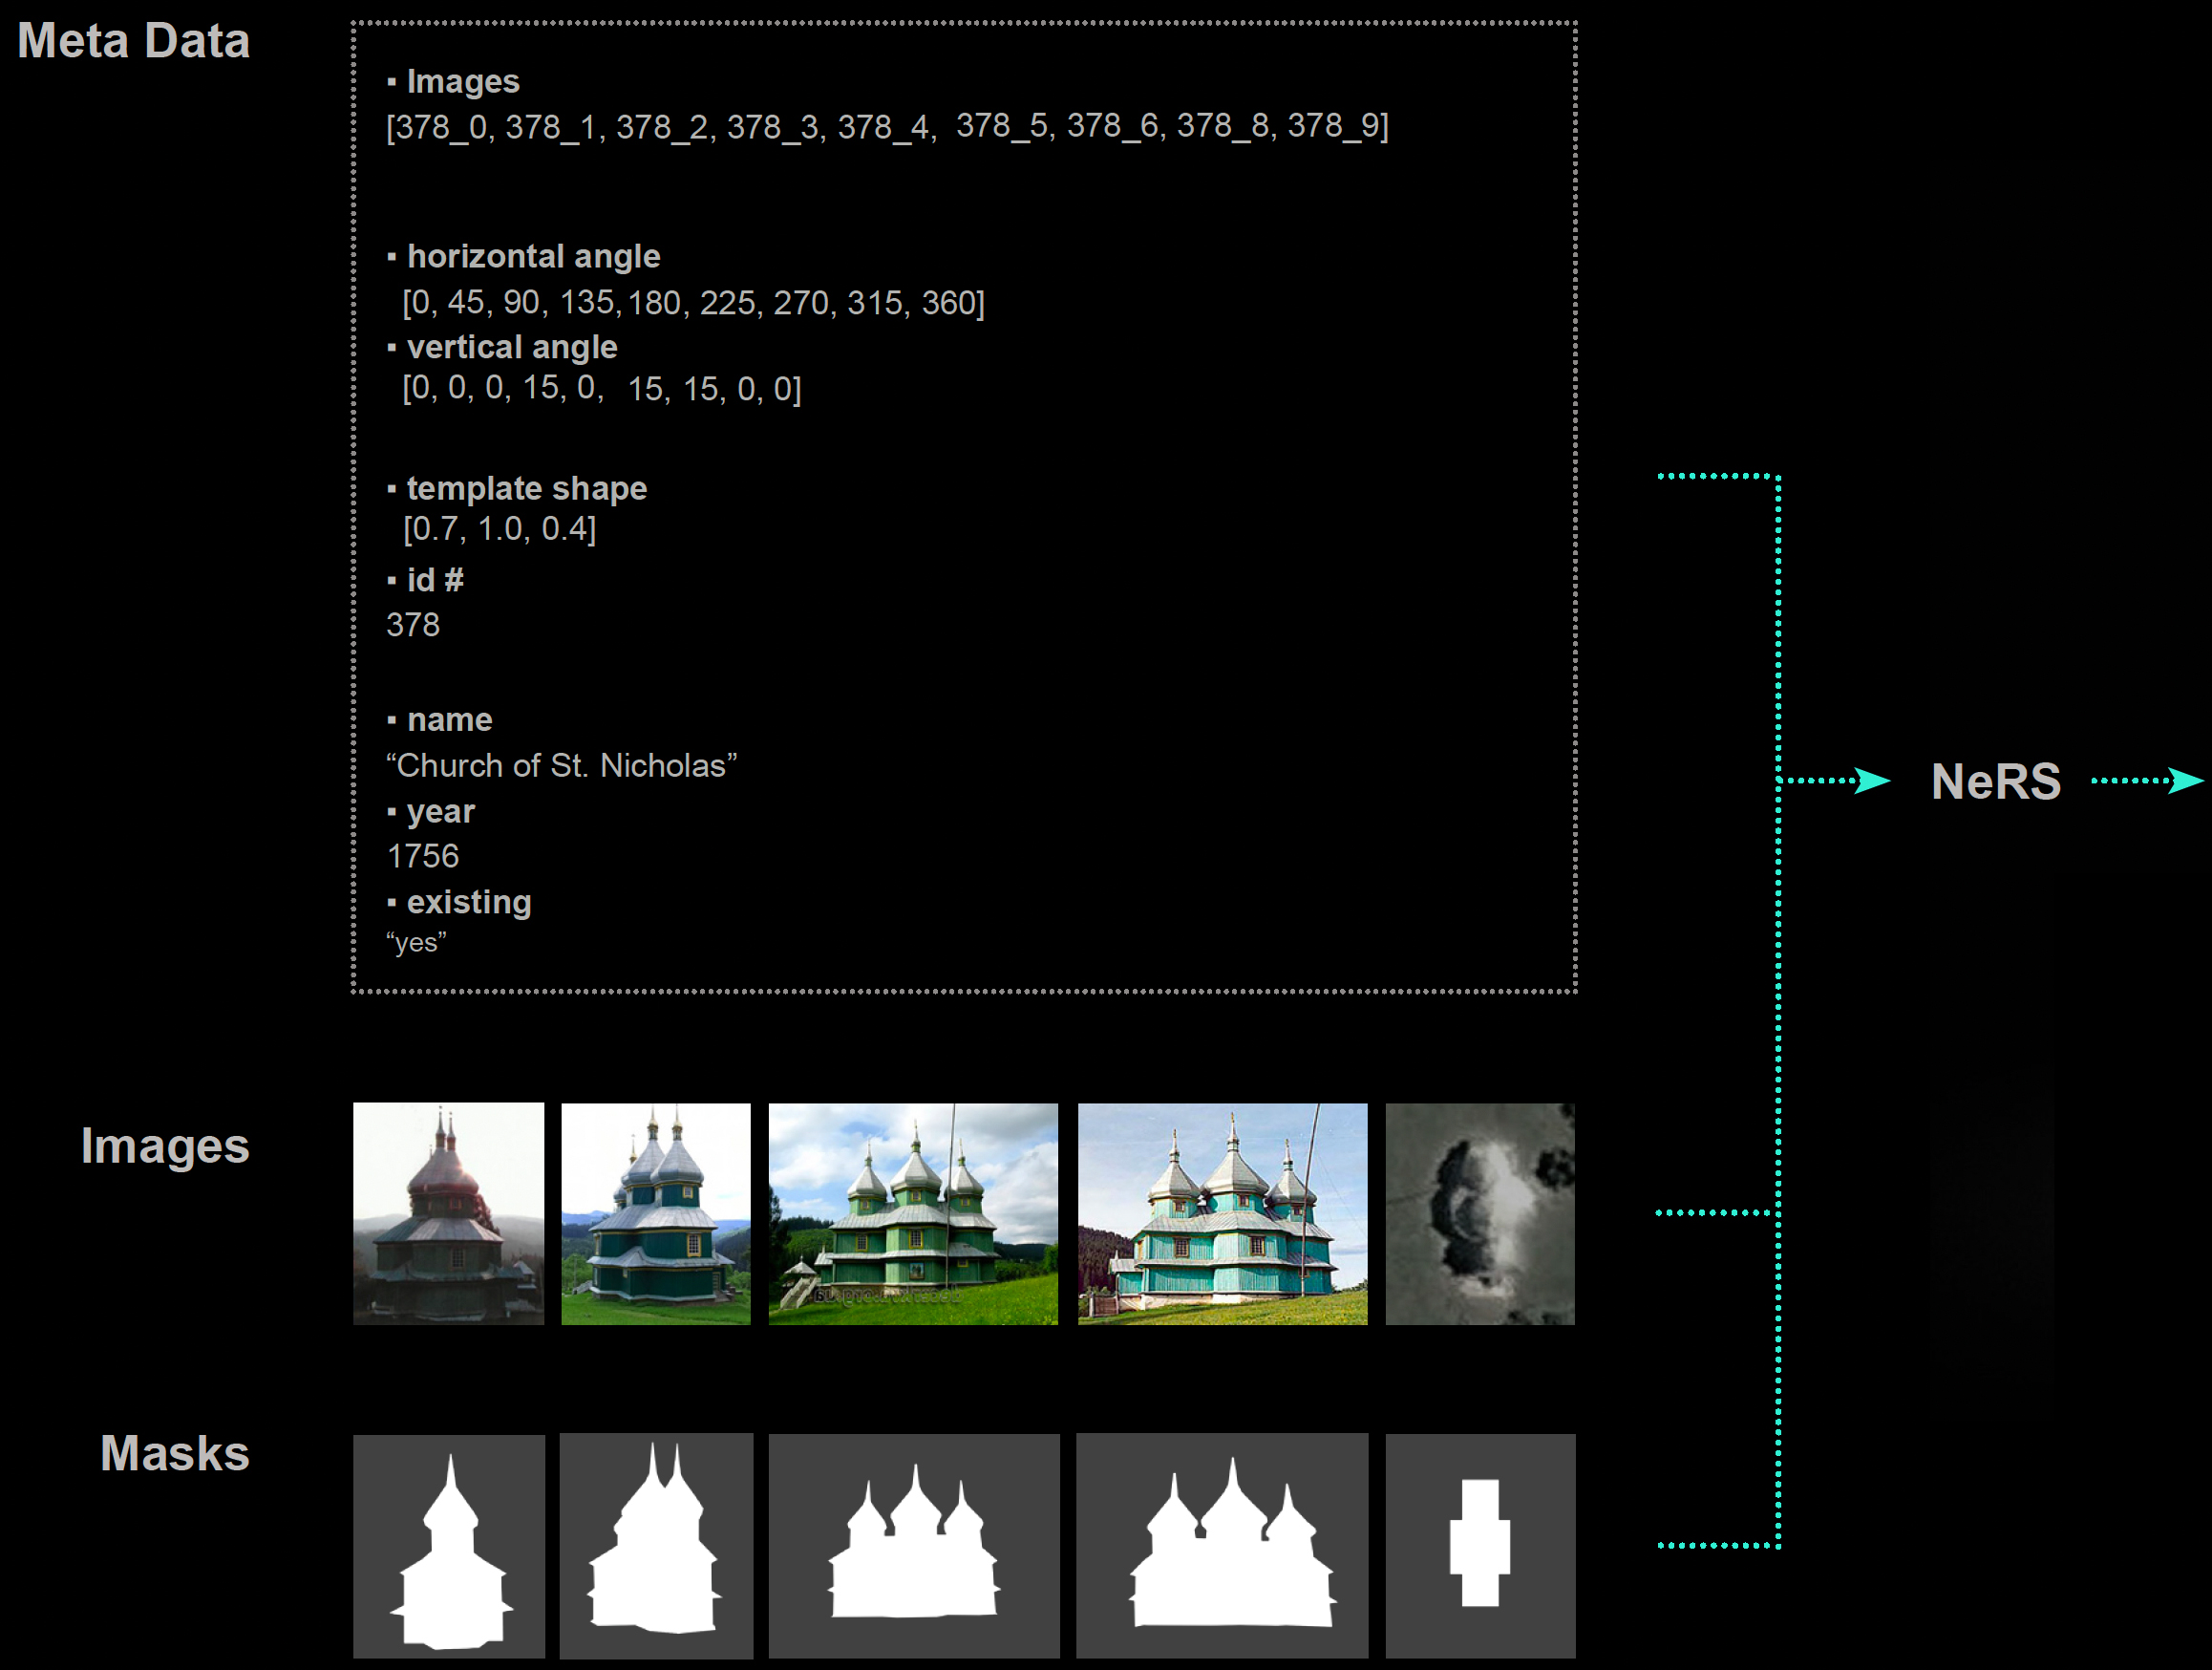 Meta Data
▪ Images
[378_0, 378_1, 378_2, 378_3, 378_4, 378_5, 378_6, 378_8, 378_9]
▪ horizontal angle
[0, 45, 90, 135, 180, 225, 270, 315, 360]
▪ vertical angle
[0, 0, 0, 15, 0, 15, 15, 0, 0]
▪ template shape
[0.7, 1.0, 0.4]
▪ id #
378
▪ name
“Church of St. Nicholas”
▪ year
1756
▪ existing
“yes”
NeRS
Images
Masks